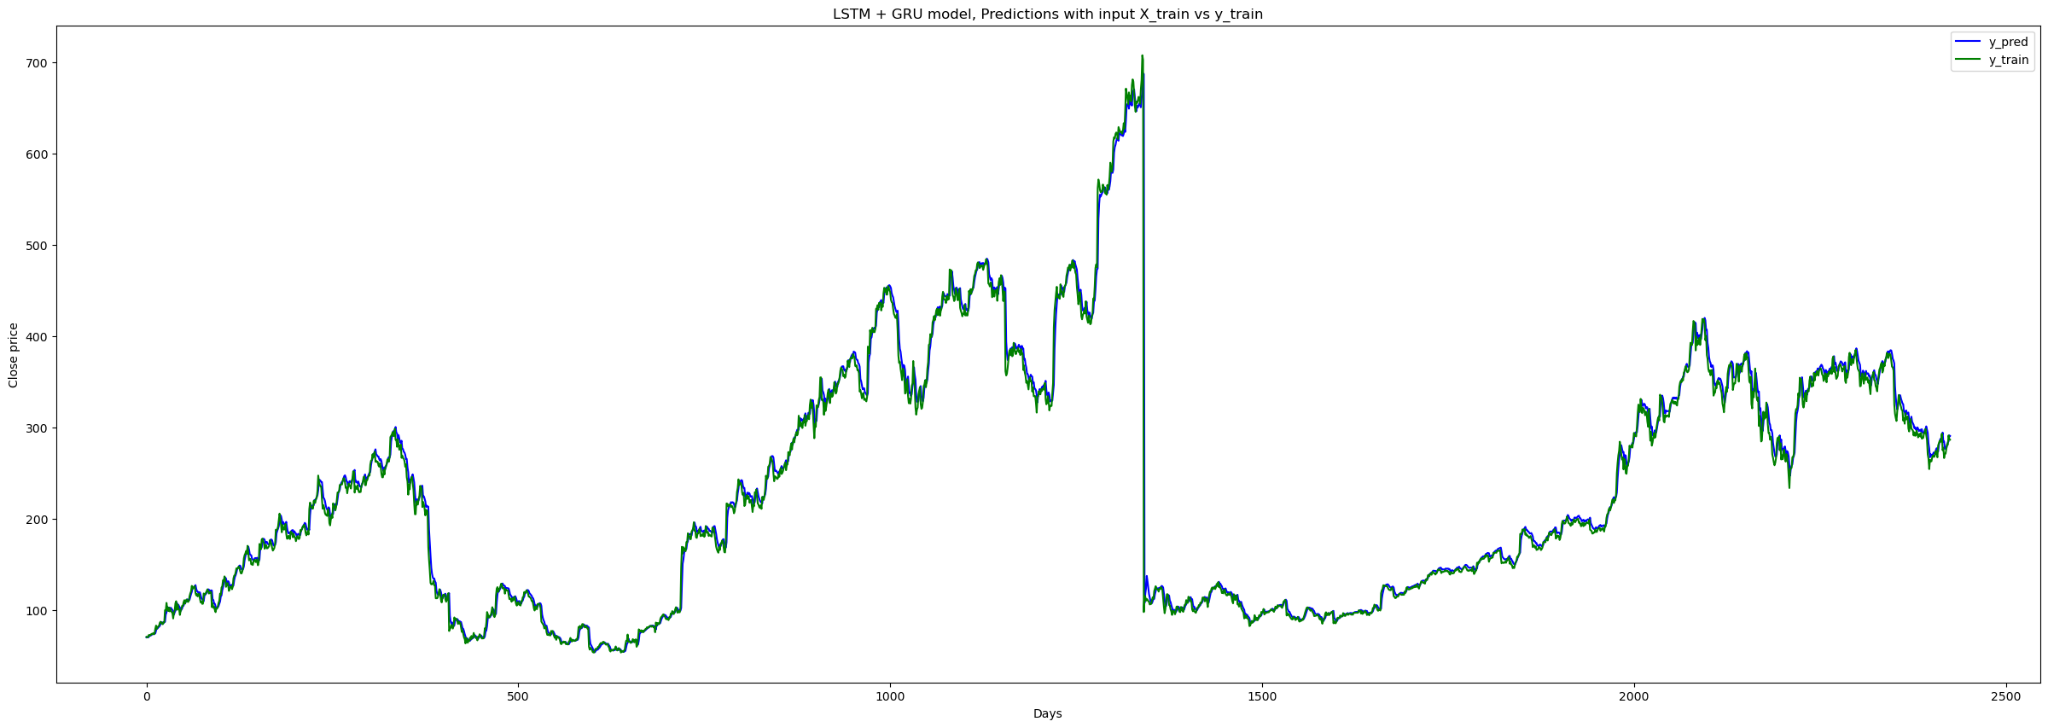 LSTM + GRU model, Predictions with input X_train vs y_train
y_pred
y_train
700
600
500
400
300
200
100
Close price
0
500
1000
1500
2000
2500
Days